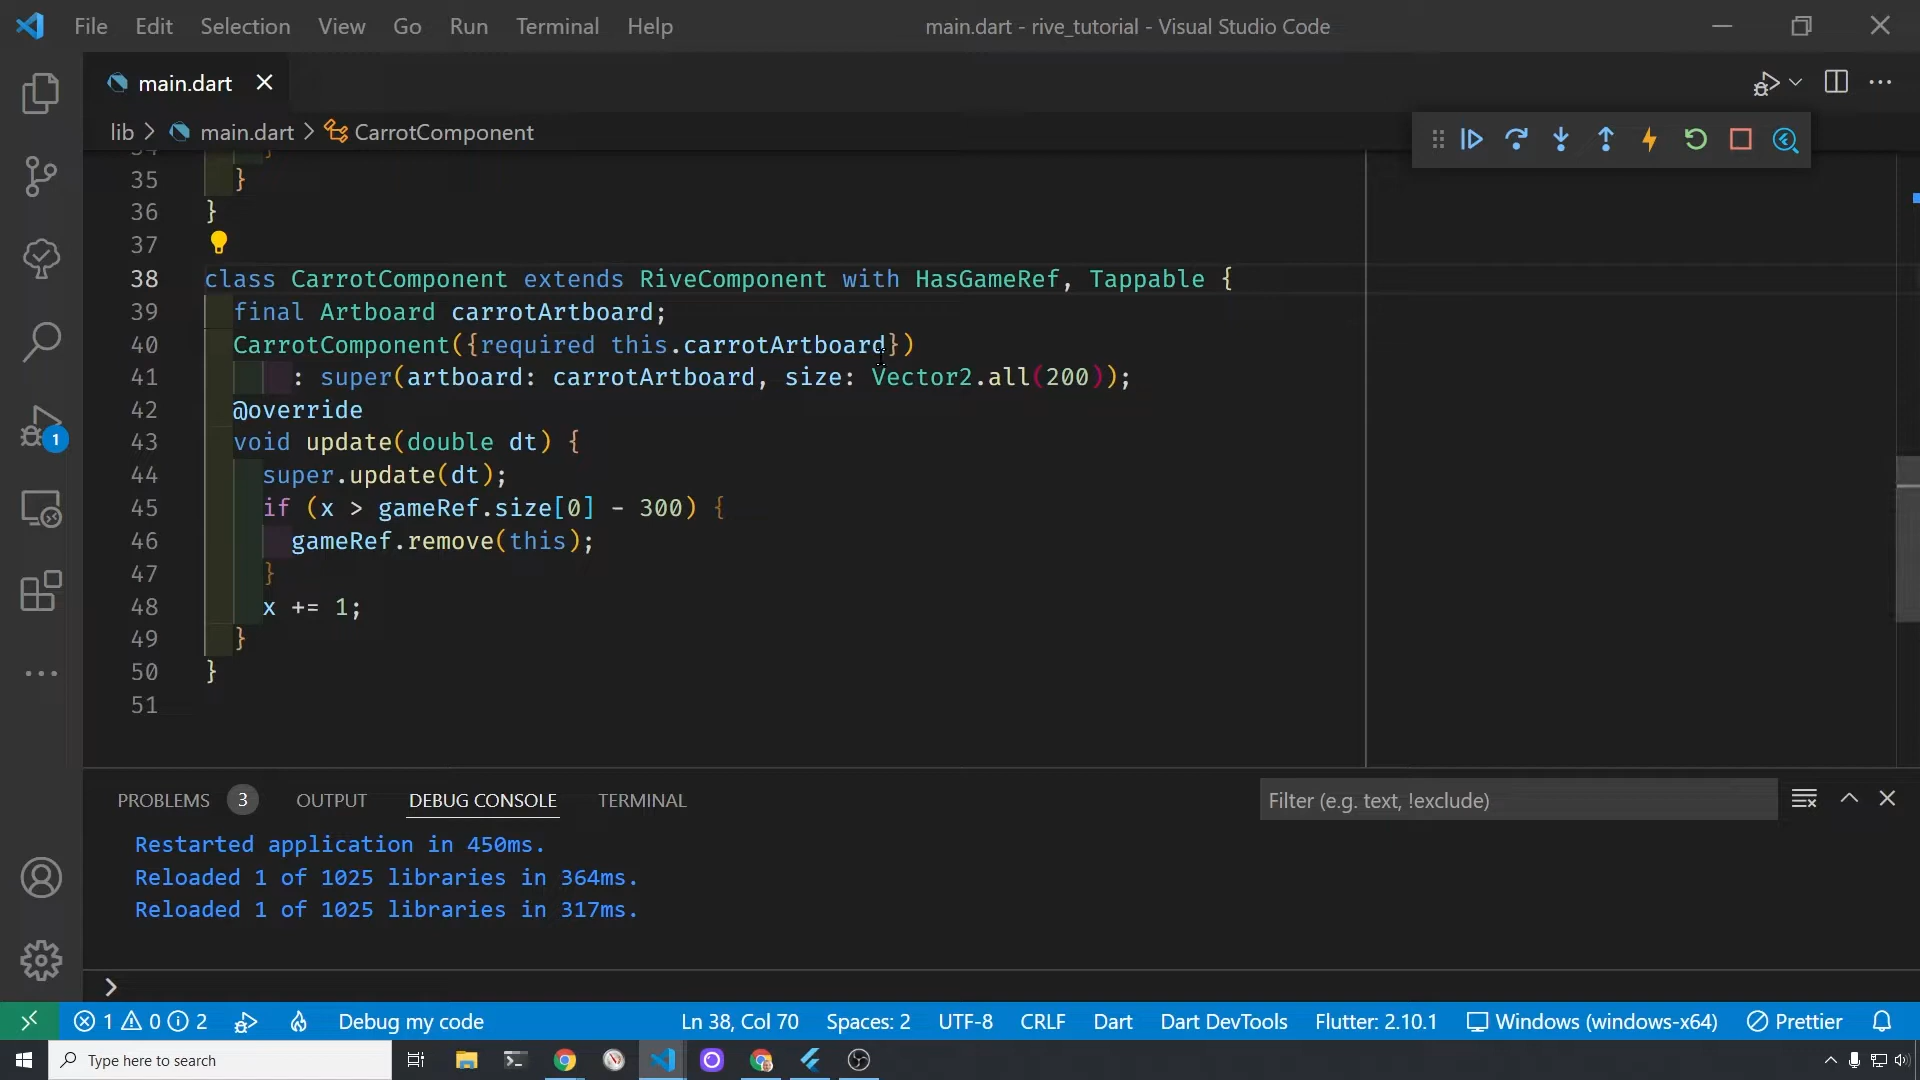 File Edit Selection View Go Run Terminal Help main.dart - rive_tutorial - Visual Studio Code
main.dart
lib > main.dart > CarrotComponent
35 }
36 }
37
38 class CarrotComponent extends RiveComponent with HasGameRef, Tappable {
39 final Artboard carrotArtboard;
40 CarrotComponent({required this.carrotArtboard})
41 : super(artboard: carrotArtboard, size: Vector2.all(200));
42 @override
43 void update(double dt) {
44 super.update(dt);
45 if (x > gameRef.size[0] - 300) {
46 gameRef.remove(this);
47 }
48 x += 1;
49 }
50 }
51
1
PROBLEMS 3 OUTPUT DEBUG CONSOLE TERMINAL Filter (e.g. text, !exclude)
Restarted application in 450ms.
Reloaded 1 of 1025 libraries in 364ms.
Reloaded 1 of 1025 libraries in 317ms.
>
1 0 2 Debug my code Ln 38, Col 70 Spaces: 2 UTF-8 CRLF Dart Dart DevTools Flutter: 2.10.1 Windows (windows-x64) Prettier
Type here to search